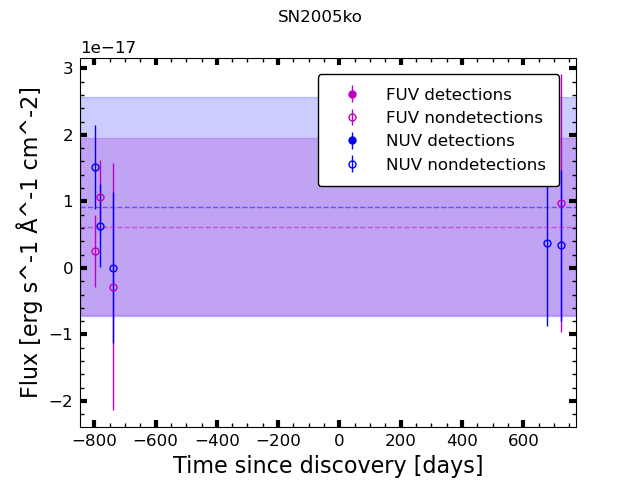 SN2005ko
1e−17
3
2
1
0
−1
−2
Flux [erg s^-1 Å^-1 cm^-2]
FUV detections
FUV nondetections
NUV detections
NUV nondetections
−800 −600 −400 −200 0 200 400 600
Time since discovery [days]